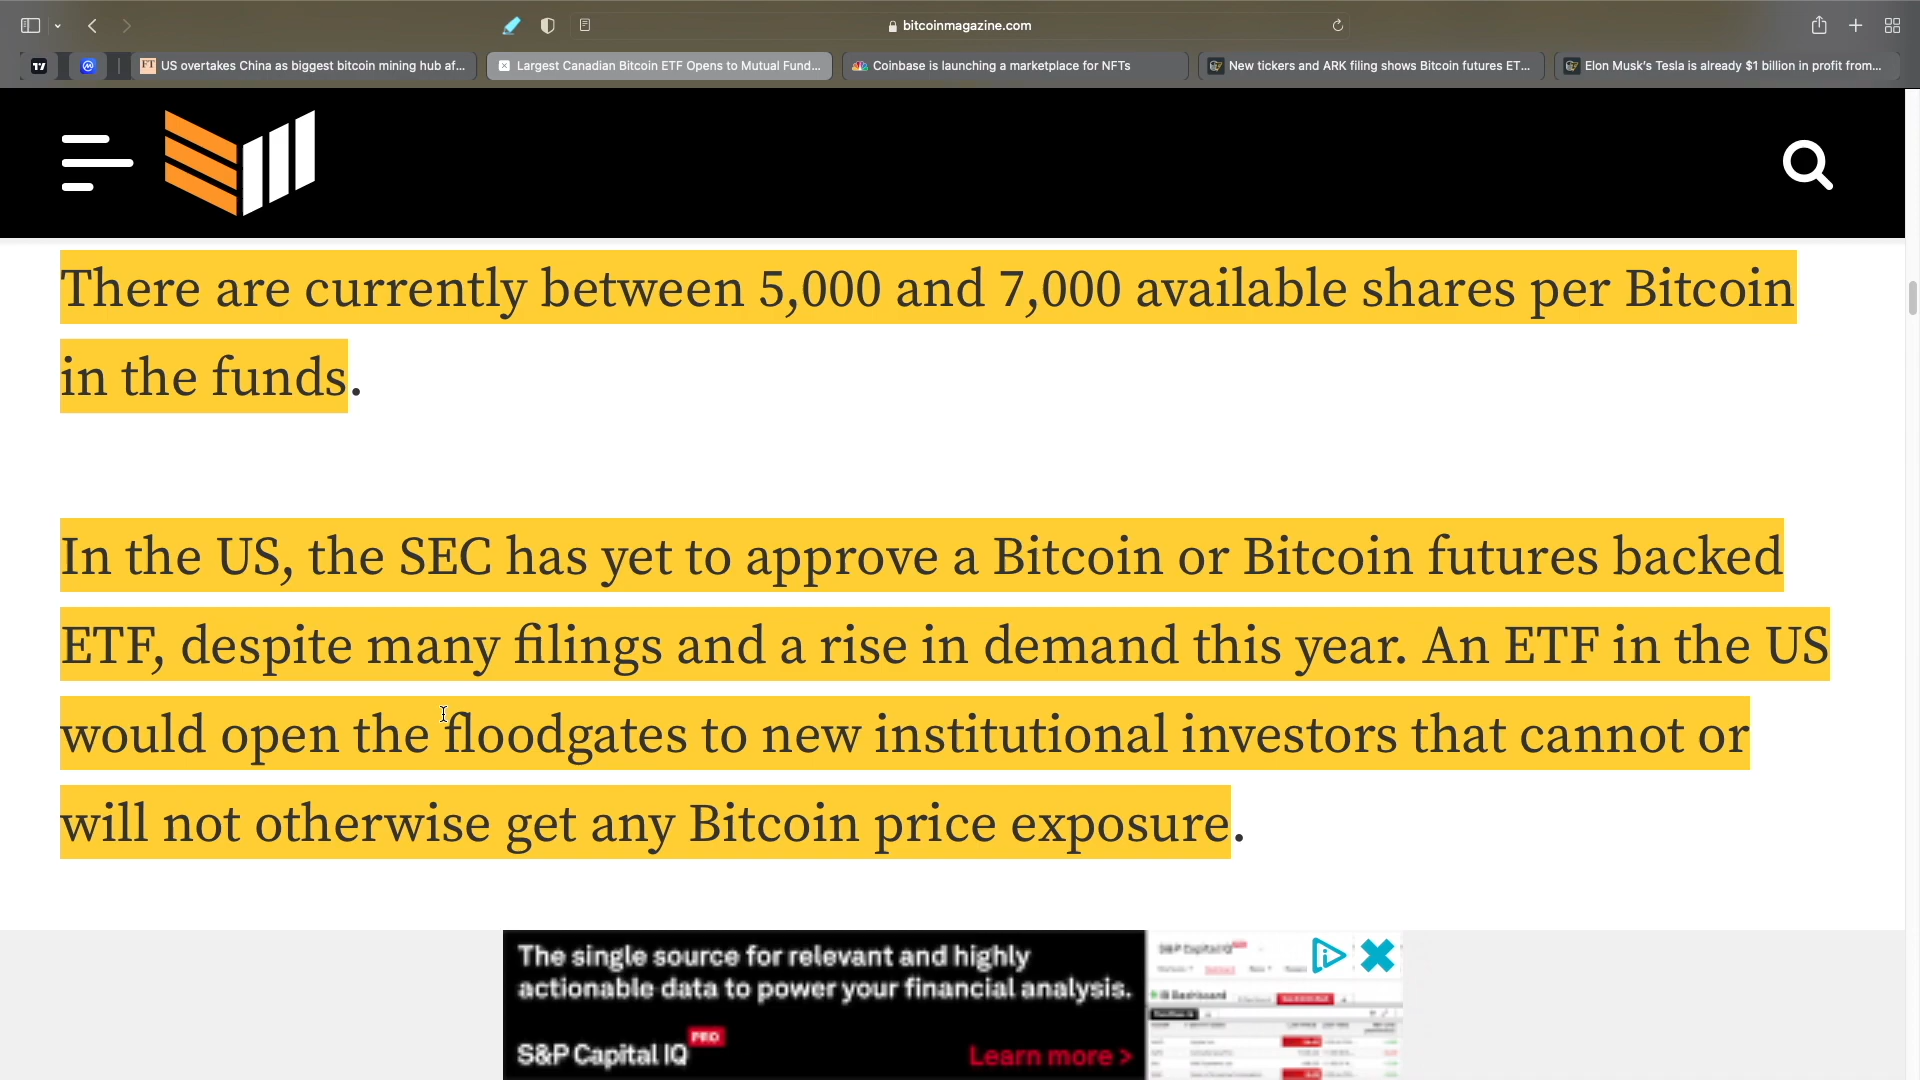 bitcoinmagazine.com
US overtakes China as biggest bitcoin mining hub af...
Largest Canadian Bitcoin ETF Opens to Mutual Fund...
Coinbase is launching a marketplace for NFTs
New tickers and ARK filing shows Bitcoin futures ET...
Elon Musk's Tesla is already $1 billion in profit from...
There are currently between 5,000 and 7,000 available shares per Bitcoin
in the funds.
In the US, the SEC has yet to approve a Bitcoin or Bitcoin futures backed
ETF, despite many filings and a rise in demand this year. An ETF in the US
would open the floodgates to new institutional investors that cannot or
will not otherwise get any Bitcoin price exposure.
The single source for relevant and highly
actionable data to power your financial analysis.
S&P Capital IQ PRO
Learn more >
S&P Capital IQ